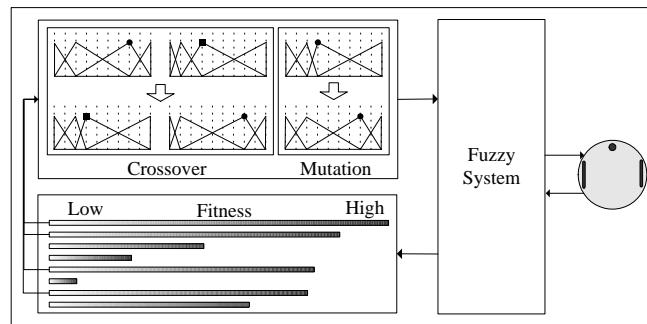 Crossover
Mutation
Fuzzy
System
Low Fitness High